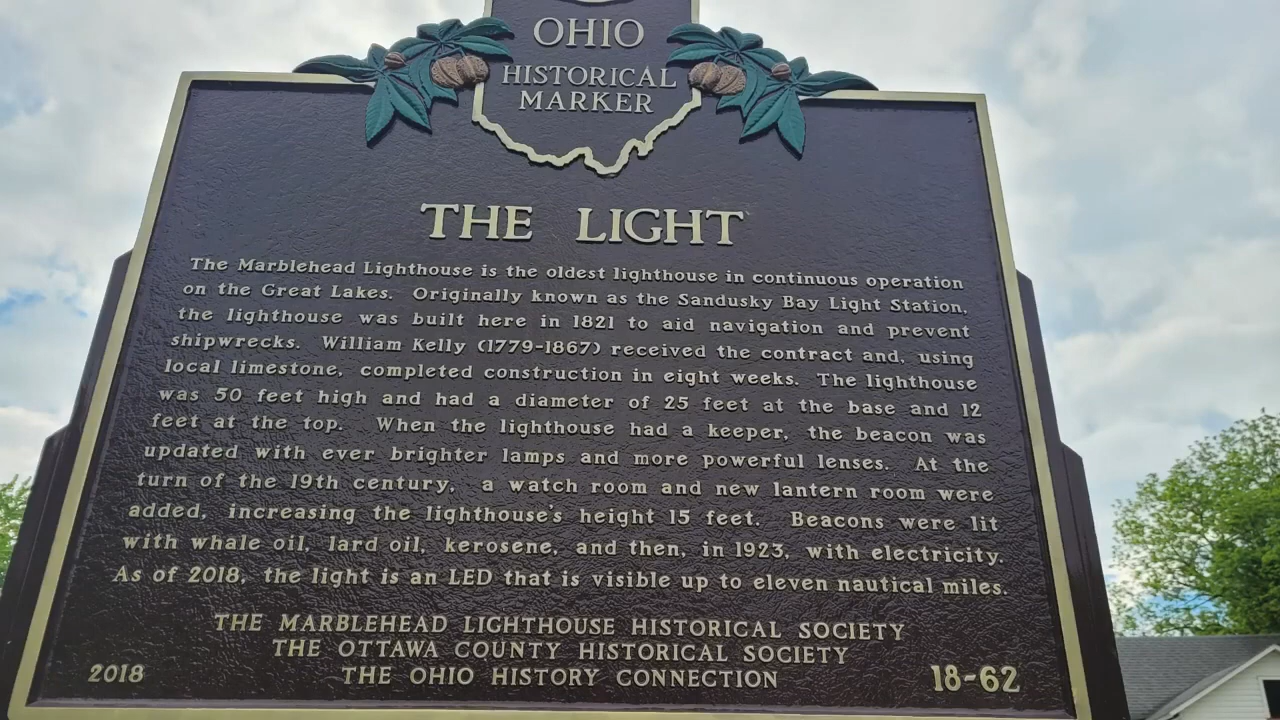 OHIO
HISTORICAL
MARKER
THE LIGHT
The Marblehead Lighthouse is the oldest lighthouse in continuous operation
on the Great Lakes. Originally known as the Sandusky Bay Light Station,
the lighthouse was built here in 1821 to aid navigation and prevent
shipwrecks. William Kelly (1779-1867) received the contract and, using
local limestone, completed construction in eight weeks. The lighthouse
was 50 feet high and had a diameter of 25 feet at the base and 12
feet at the top. When the lighthouse had a keeper, the beacon was
updated with ever brighter lamps and more powerful lenses. At the
turn of the 19th century, a watch room and new lantern room were
added, increasing the lighthouse's height 15 feet. Beacons were lit
with whale oil, lard oil, kerosene, and then, in 1923, with electricity.
As of 2018, the light is an LED that is visible up to eleven nautical miles.
THE MARBLEHEAD LIGHTHOUSE HISTORICAL SOCIETY
THE OTTAWA COUNTY HISTORICAL SOCIETY
2018 THE OHIO HISTORY CONNECTION 18-62